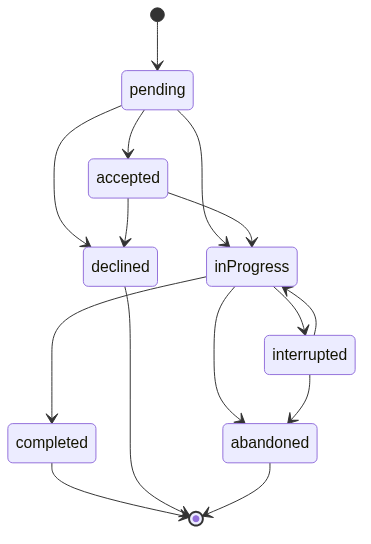 pending
accepted
declined
inProgress
interrupted
completed
abandoned